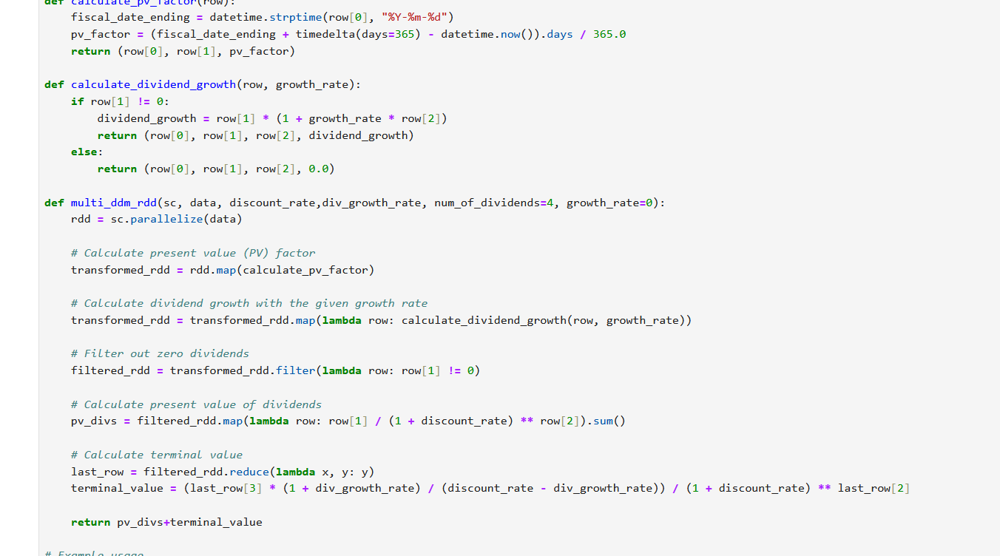 def calculate_pv_factor(row):
    fiscal_date_ending = datetime.strptime(row[0], "%Y-%m-%d")
    pv_factor = (fiscal_date_ending + timedelta(days=365) - datetime.now()).days / 365.0
    return (row[0], row[1], pv_factor)

def calculate_dividend_growth(row, growth_rate):
    if row[1] != 0:
        dividend_growth = row[1] * (1 + growth_rate * row[2])
        return (row[0], row[1], row[2], dividend_growth)
    else:
        return (row[0], row[1], row[2], 0.0)

def multi_ddm_rdd(sc, data, discount_rate,div_growth_rate, num_of_dividends=4, growth_rate=0):
    rdd = sc.parallelize(data)

    # Calculate present value (PV) factor
    transformed_rdd = rdd.map(calculate_pv_factor)

    # Calculate dividend growth with the given growth rate
    transformed_rdd = transformed_rdd.map(lambda row: calculate_dividend_growth(row, growth_rate))

    # Filter out zero dividends
    filtered_rdd = transformed_rdd.filter(lambda row: row[1] != 0)

    # Calculate present value of dividends
    pv_divs = filtered_rdd.map(lambda row: row[1] / (1 + discount_rate) ** row[2]).sum()

    # Calculate terminal value
    last_row = filtered_rdd.reduce(lambda x, y: y)
    terminal_value = (last_row[3] * (1 + div_growth_rate) / (discount_rate - div_growth_rate)) / (1 + discount_rate) ** last_row[2]

    return pv_divs+terminal_value

# Example usage